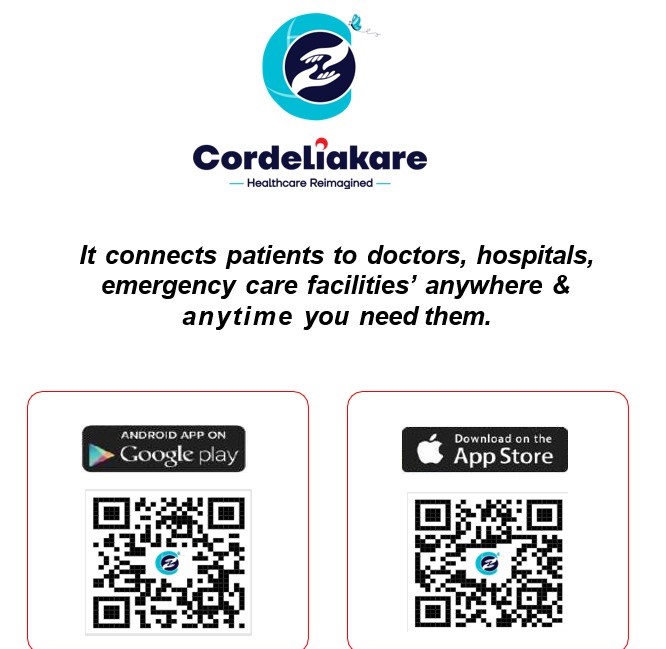 Cordeliakare
Healthcare Reimagined
It connects patients to doctors, hospitals,
emergency care facilities’ anywhere &
anytime you need them.
ANDROID APP ON
Google play
Download on the
App Store